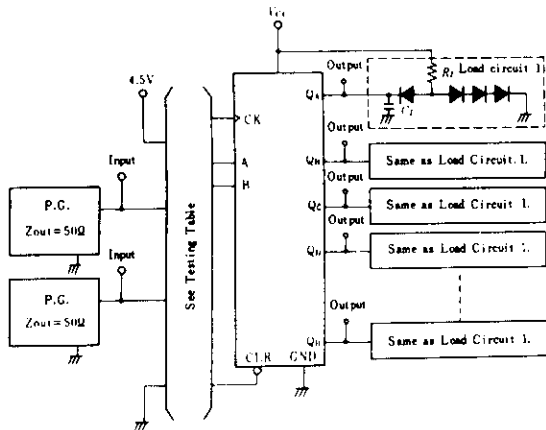 Vcc
Output
RL Load circuit 1
4.5V
QA
CL
CK
Output
Input
A
QB
Same as Load Circuit. 1.
B
Output
P.G.
Zout=50Ω
See Testing Table
QC
Same as Load Circuit 1.
Output
Input
QD
Same as Load Circuit 1.
P.G.
Zout=50Ω
Output
QH
Same as Load Circuit 1.
CLR GND